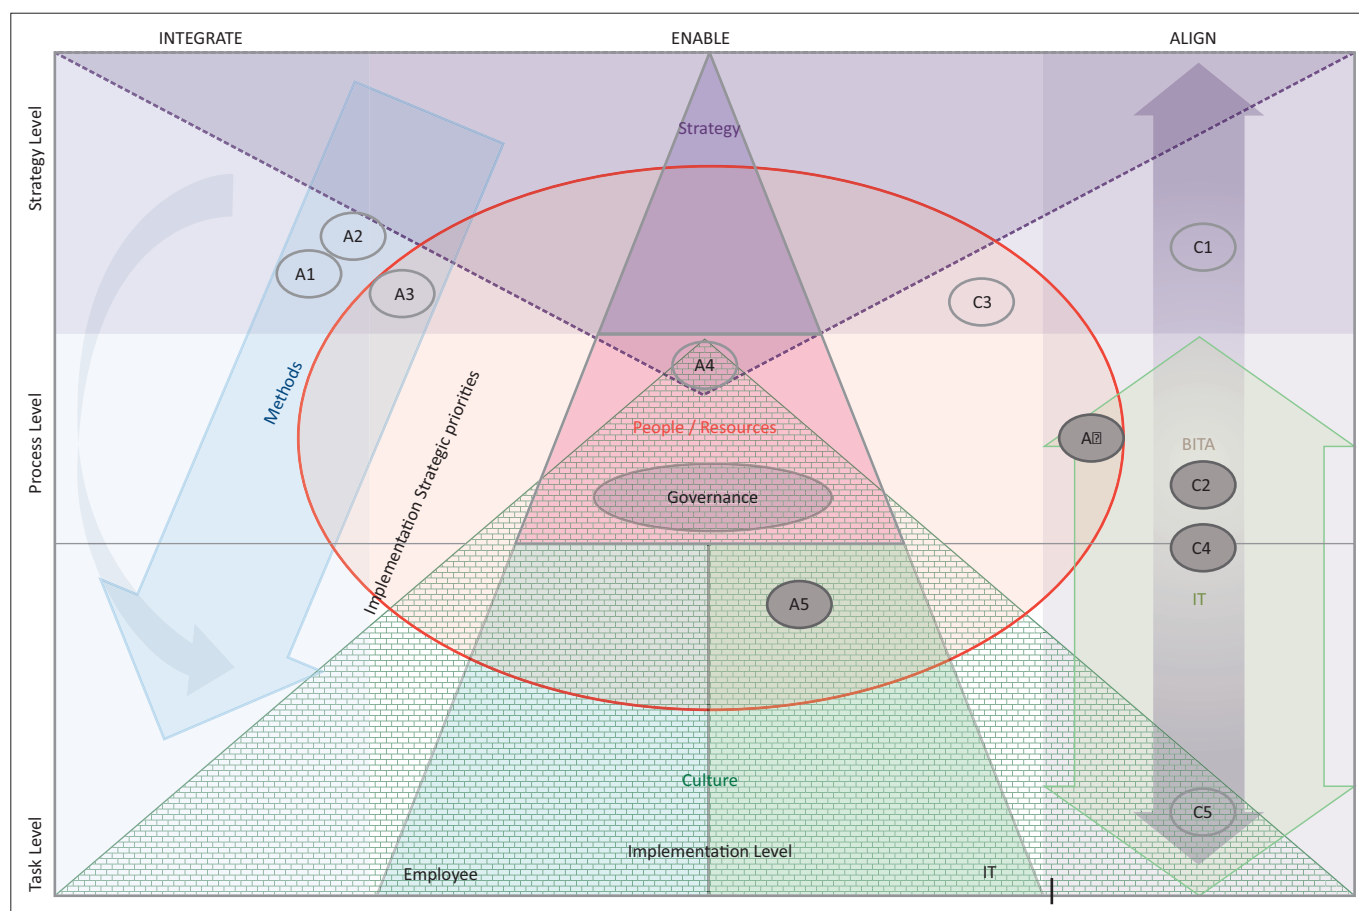 INTEGRATE
ENABLE
ALIGN
Strategy Level
Process Level
Task Level
Strategy
A2
A1
A3
C1
C3
A4
Methods
Implementation Strategic priorities
People / Resources
Governance
A
BITA
C2
C4
IT
A5
Culture
C5
Implementation Level
Employee
IT